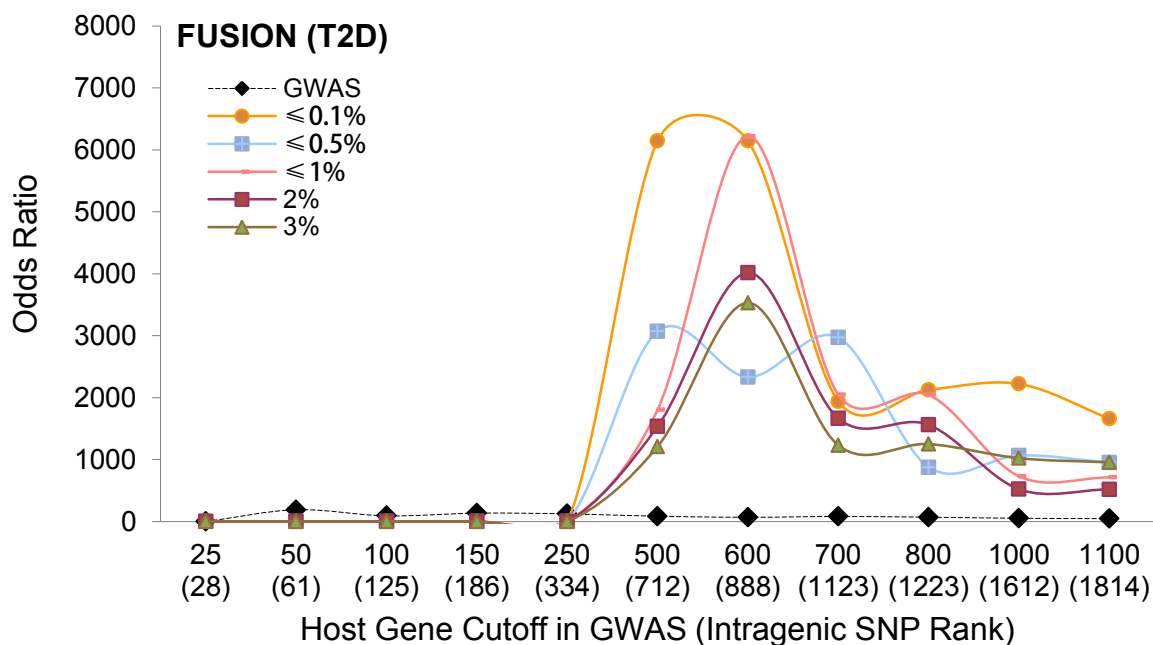 FUSION (T2D)
GWAS
≤0.1%
≤0.5%
≤1%
2%
3%
Odds Ratio
8000
7000
6000
5000
4000
3000
2000
1000
0
25 50 100 150 250 500 600 700 800 1000 1100
(28) (61) (125) (186) (334) (712) (888) (1123) (1223) (1612) (1814)
Host Gene Cutoff in GWAS (Intragenic SNP Rank)